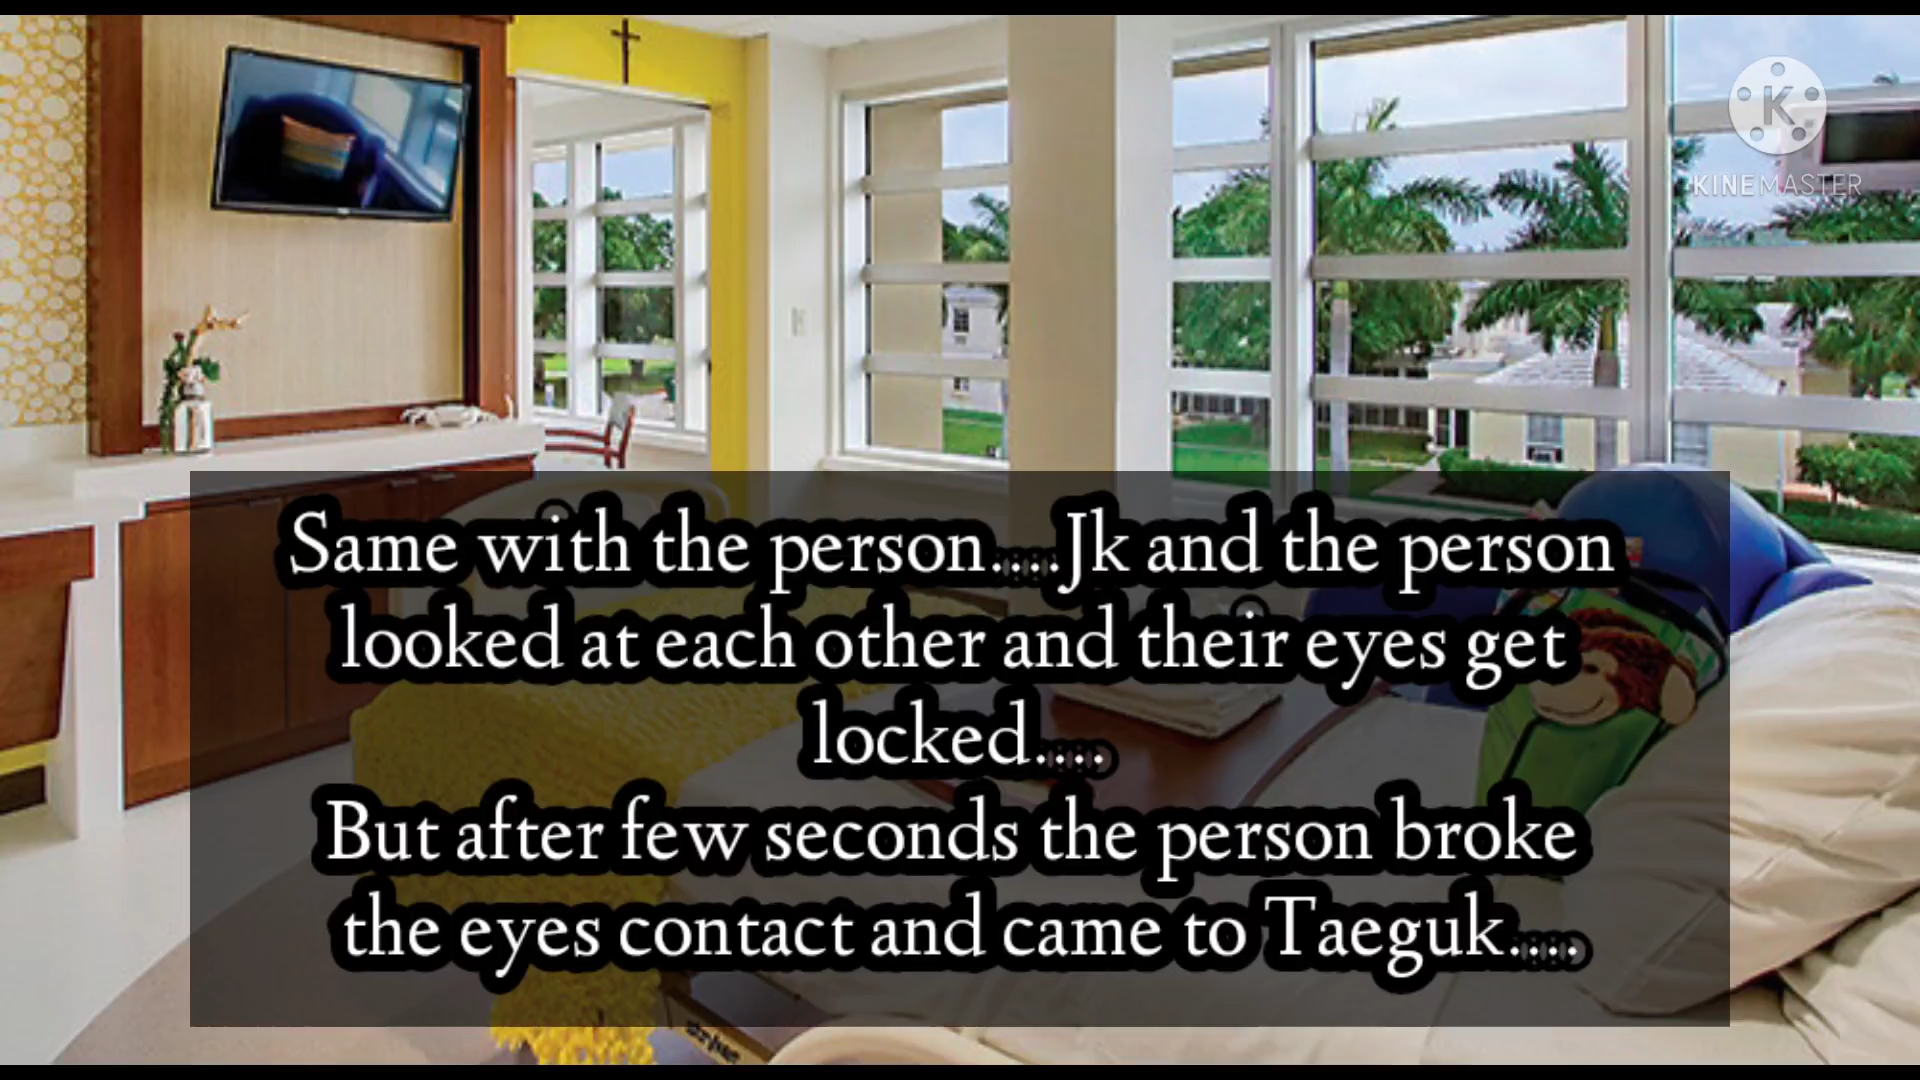 KINEMASTER
Same with the person.....Jk and the person
looked at each other and their eyes get
locked.....
But after few seconds the person broke
the eyes contact and came to Taeguk.....